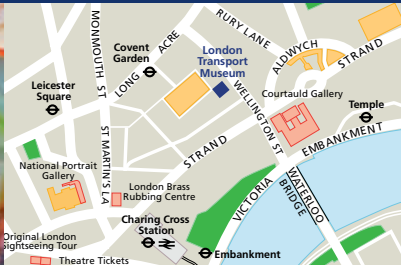 RURY LANE
MONMOUTH ST
LONG ACRE
Covent
Garden
London
Transport
Museum
ALDWYCH
STRAND
Leicester
Square
WELLINGTON ST
Courtauld Gallery
Temple
ST MARTIN'S LA
STRAND
EMBANKMENT
National Portrait
Gallery
London Brass
Rubbing Centre
VICTORIA
WATERLOO
BRIDGE
Charing Cross
Station
Original London
Sightseeing Tour
Embankment
Theatre Tickets